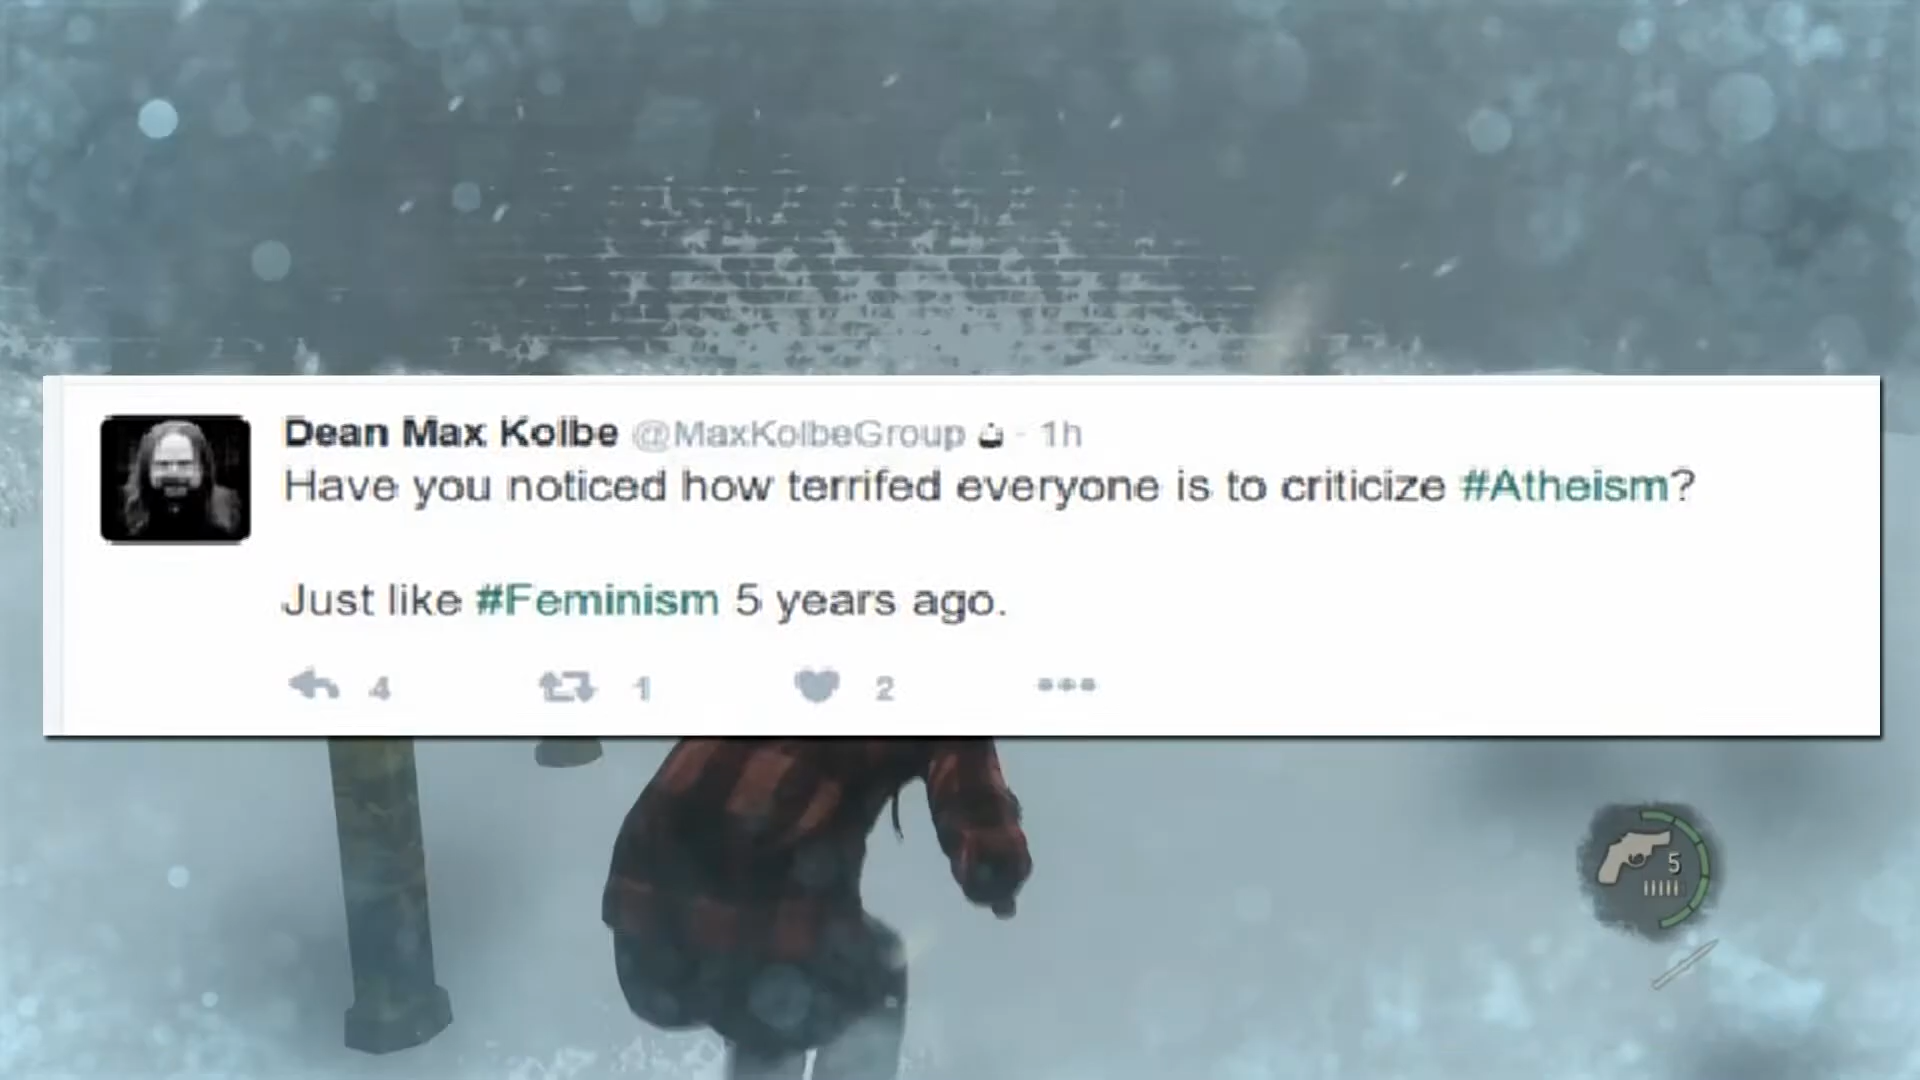 Dean Max Kolbe @MaxKolbeGroup · 1h
Have you noticed how terrifed everyone is to criticize #Atheism?
Just like #Feminism 5 years ago.
4 1 2
5